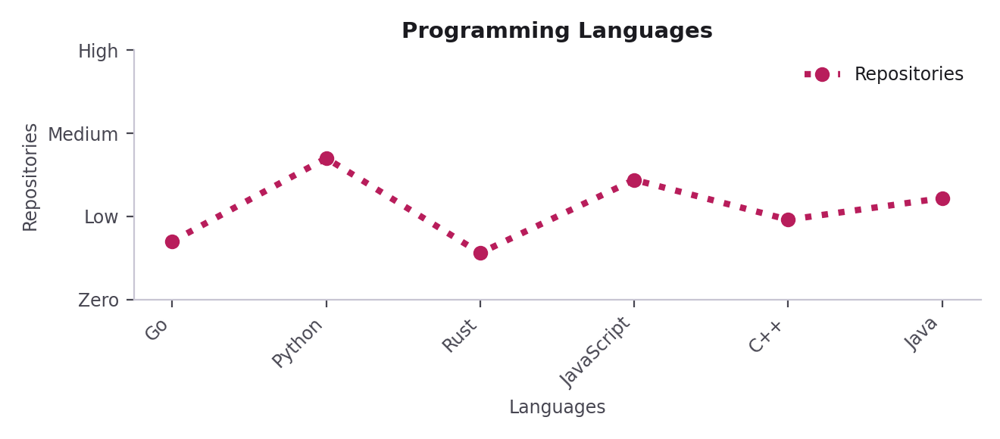 Programming Languages
High
Medium
Low
Zero
Repositories
Repositories
Go
Python
Rust
JavaScript
C++
Java
Languages